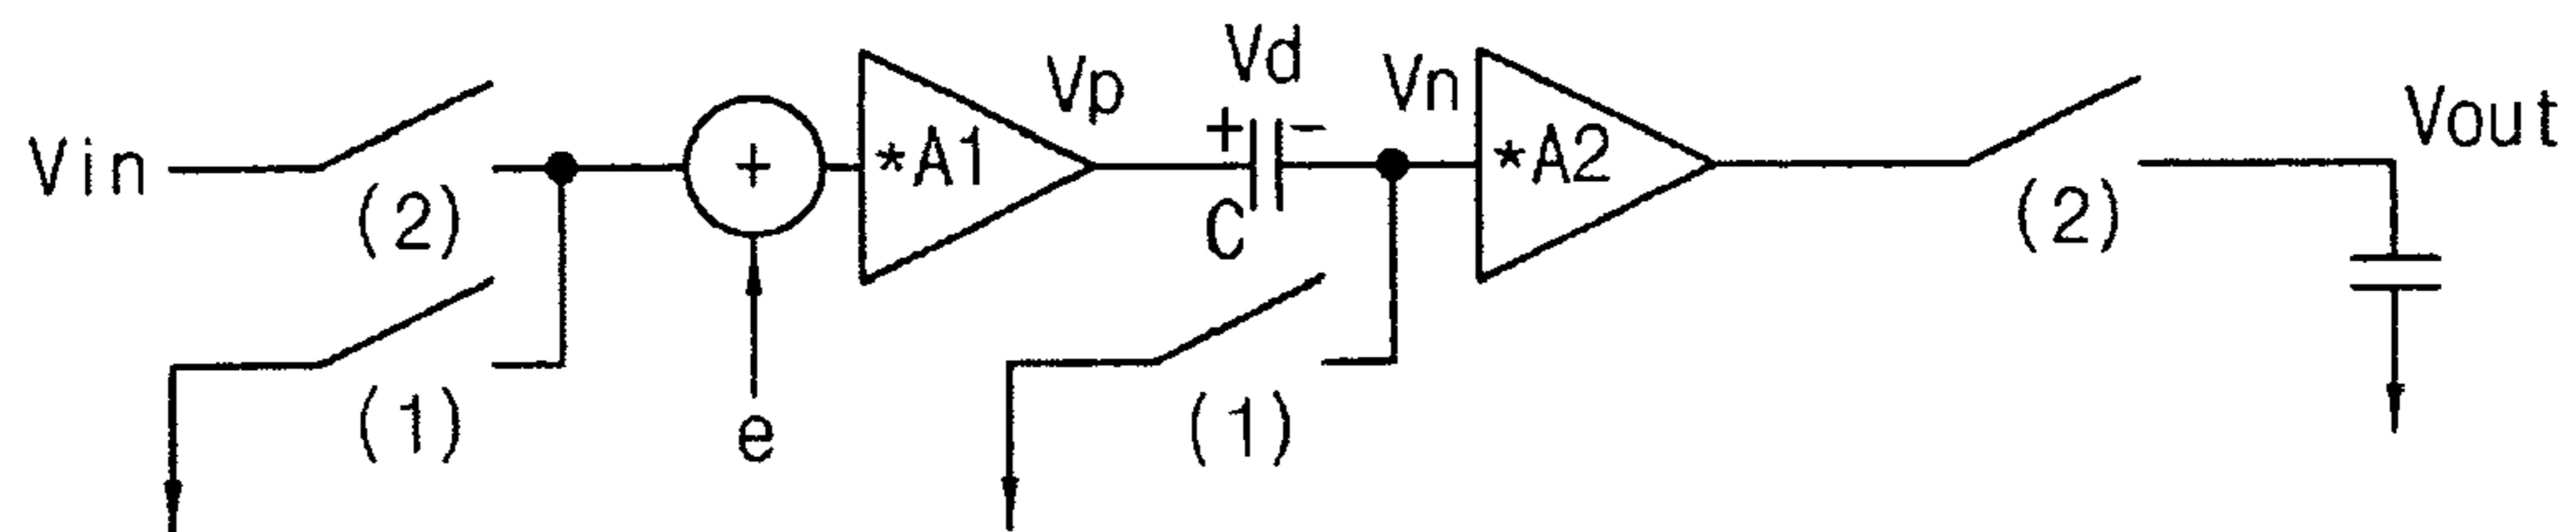 Vin
(2)
(1)
+
e
*A1
Vp
Vd
+ -
C
Vn
(1)
*A2
(2)
Vout